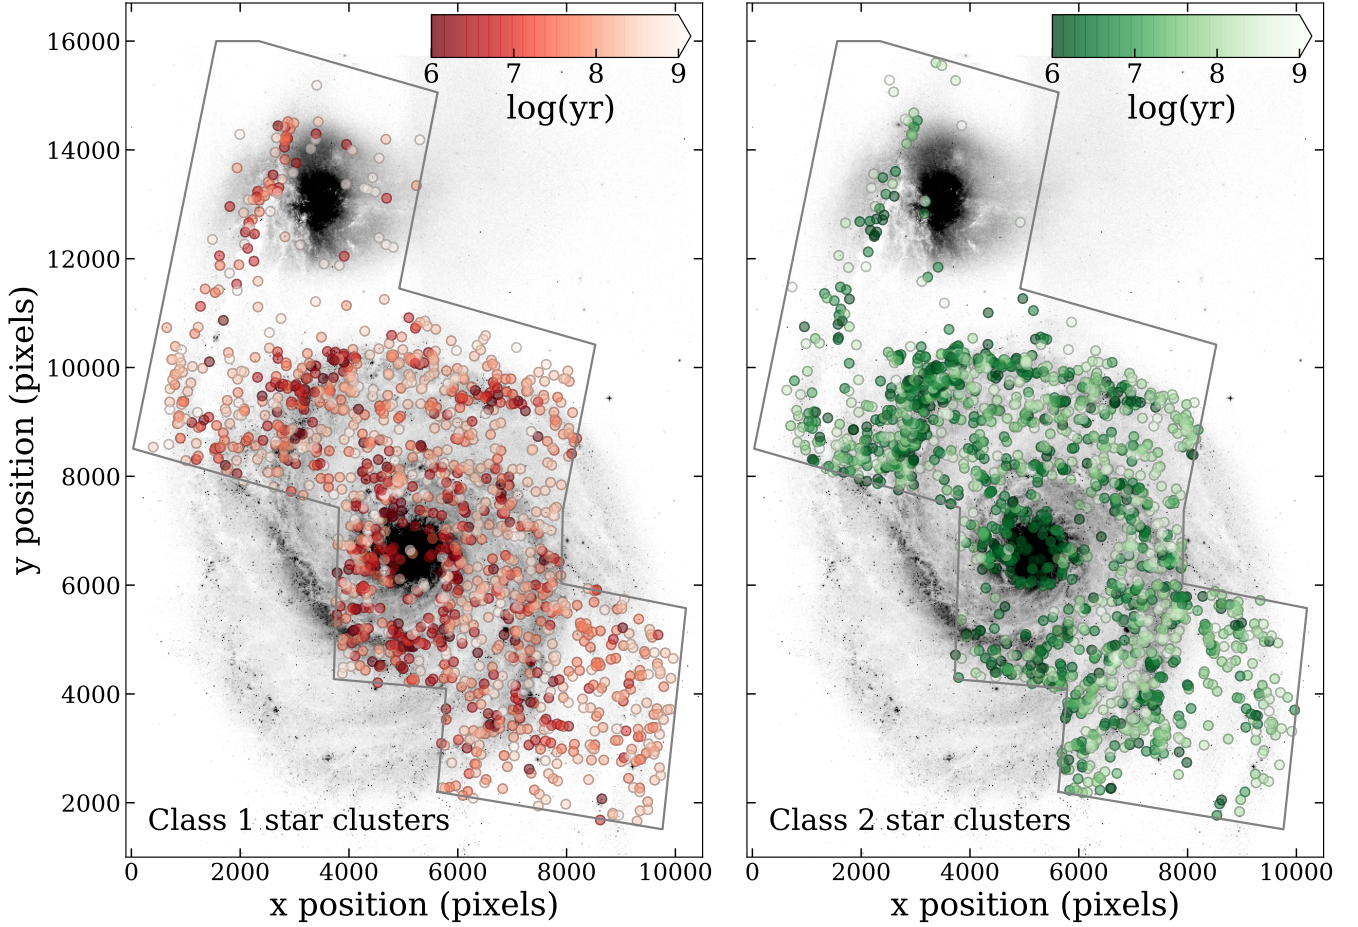 16000
14000
12000
10000
8000
6000
4000
2000
y position (pixels)
6 7 8 9
log(yr)
Class 1 star clusters
0 2000 4000 6000 8000 10000
x position (pixels)
6 7 8 9
log(yr)
Class 2 star clusters
0 2000 4000 6000 8000 10000
x position (pixels)